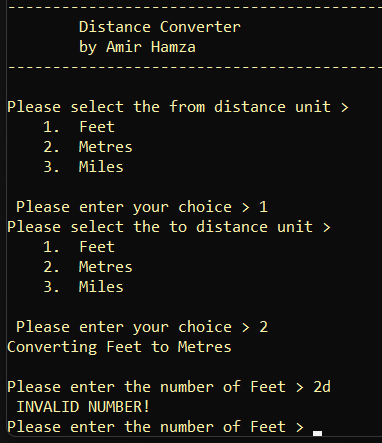 ------------------------------------------
Distance Converter
by Amir Hamza
------------------------------------------
Please select the from distance unit >
1. Feet
2. Metres
3. Miles
Please enter your choice > 1
Please select the to distance unit >
1. Feet
2. Metres
3. Miles
Please enter your choice > 2
Converting Feet to Metres
Please enter the number of Feet > 2d
INVALID NUMBER!
Please enter the number of Feet >